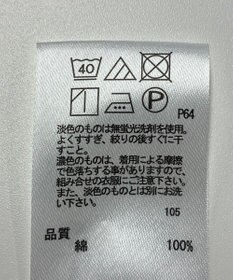 40
P P64
淡色のものは無蛍光洗剤を使用。
よくすすぎ、絞りの後すぐに干
すこと。
濃色のものは、着用による摩擦
で色落ちする事がありますので、
組み合せの衣服にご注意下さい。
また、淡色のものとは別にお洗
い下さい。
105
品質
綿 100%